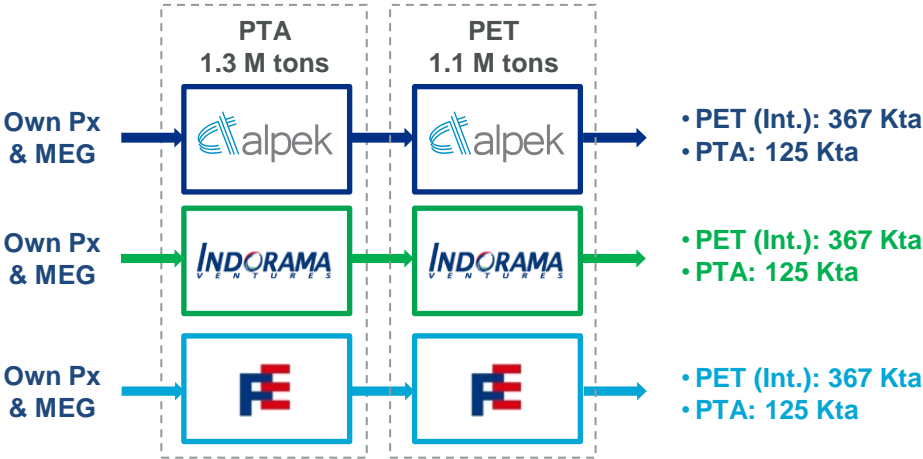 PTA
1.3 M tons
PET
1.1 M tons
Own Px
& MEG
alpek
alpek
• PET (Int.): 367 Kta
• PTA: 125 Kta
Own Px
& MEG
INDORAMA
VENTURES
INDORAMA
VENTURES
• PET (Int.): 367 Kta
• PTA: 125 Kta
Own Px
& MEG
FE
FE
• PET (Int.): 367 Kta
• PTA: 125 Kta